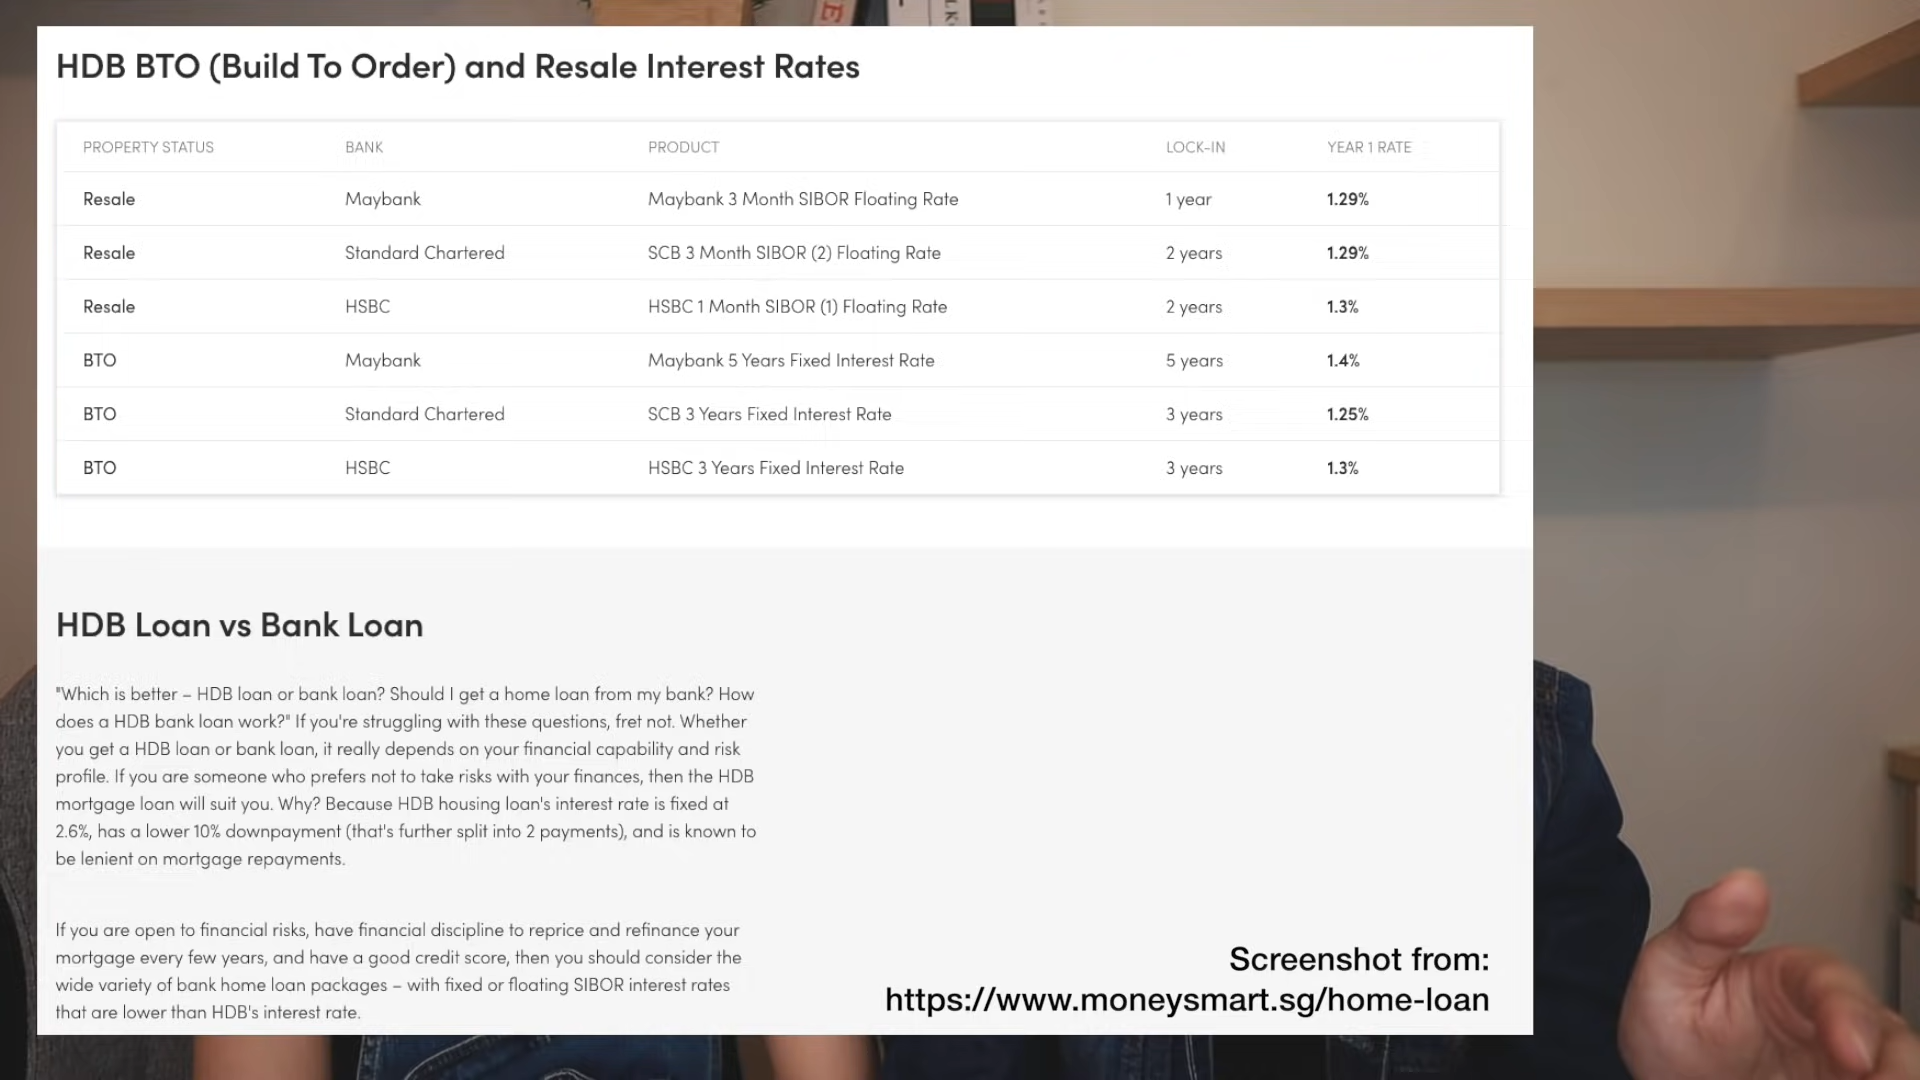 HDB BTO (Build To Order) and Resale Interest Rates
PROPERTY STATUS BANK PRODUCT LOCK-IN YEAR 1 RATE
Resale Maybank Maybank 3 Month SIBOR Floating Rate 1 year 1.29%
Resale Standard Chartered SCB 3 Month SIBOR (2) Floating Rate 2 years 1.29%
Resale HSBC HSBC 1 Month SIBOR (1) Floating Rate 2 years 1.3%
BTO Maybank Maybank 5 Years Fixed Interest Rate 5 years 1.4%
BTO Standard Chartered SCB 3 Years Fixed Interest Rate 3 years 1.25%
BTO HSBC HSBC 3 Years Fixed Interest Rate 3 years 1.3%
HDB Loan vs Bank Loan
"Which is better – HDB loan or bank loan? Should I get a home loan from my bank? How
does a HDB bank loan work?" If you're struggling with these questions, fret not. Whether
you get a HDB loan or bank loan, it really depends on your financial capability and risk
profile. If you are someone who prefers not to take risks with your finances, then the HDB
mortgage loan will suit you. Why? Because HDB housing loan's interest rate is fixed at
2.6%, has a lower 10% downpayment (that's further split into 2 payments), and is known to
be lenient on mortgage repayments.
If you are open to financial risks, have financial discipline to reprice and refinance your
mortgage every few years, and have a good credit score, then you should consider the
wide variety of bank home loan packages – with fixed or floating SIBOR interest rates
that are lower than HDB's interest rate.
Screenshot from:
https://www.moneysmart.sg/home-loan